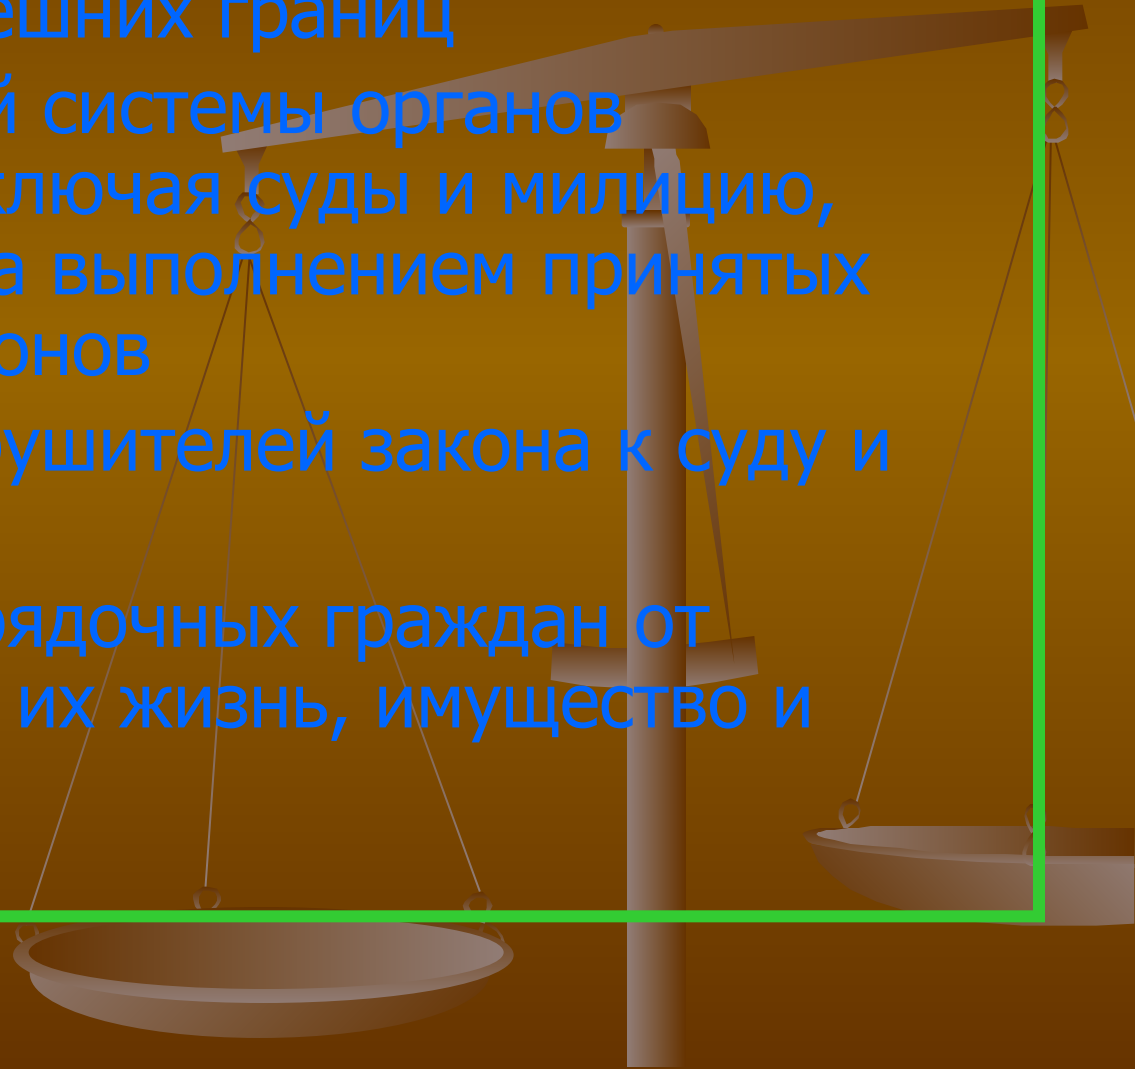 ешних границ
й системы органов
ключая суды и милицию,
а выполнением принятых
онов
ушителей закона к суду и
рядочных граждан от
их жизнь, имущество и